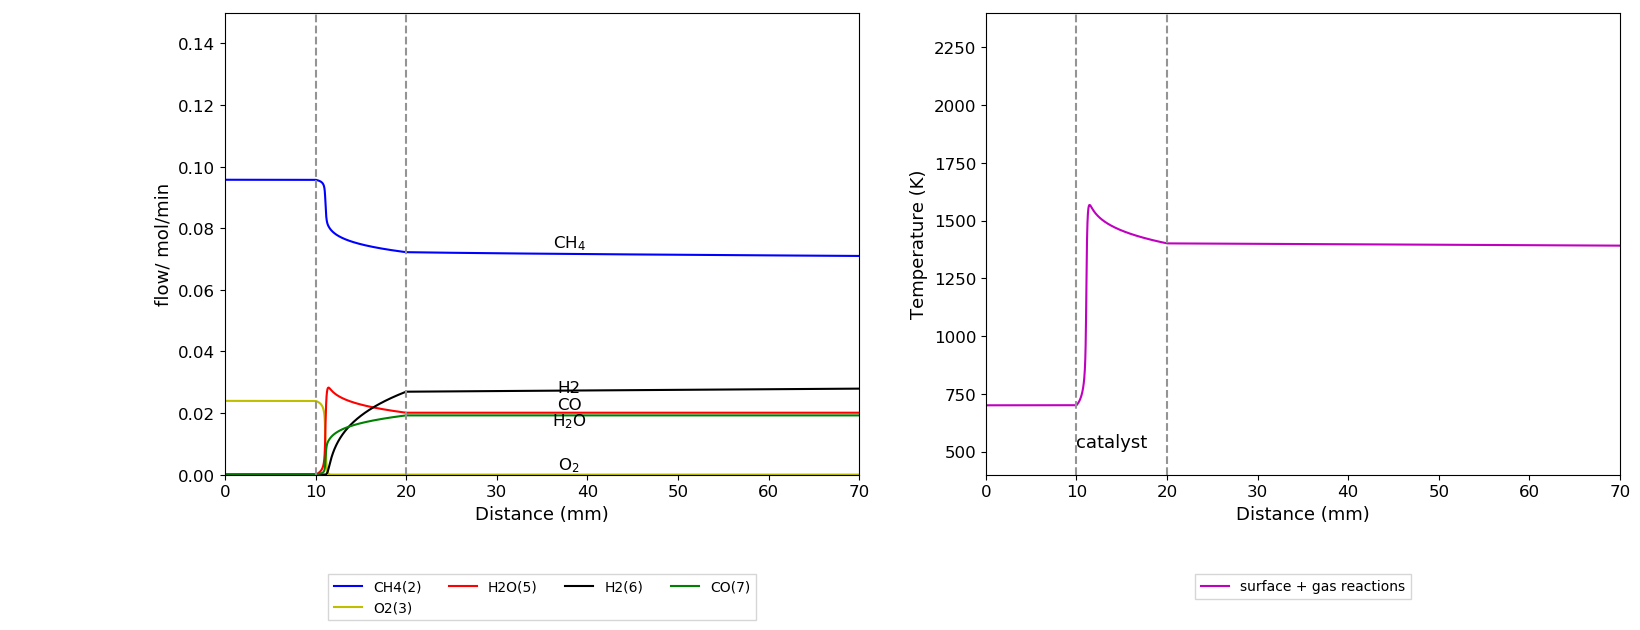 0.14
0.12
0.10
0.08
0.06
0.04
0.02
0.00
flow/ mol/min
CH₄
H2
CO
H₂O
O₂
0 10 20 30 40 50 60 70
Distance (mm)
CH4(2) H2O(5) H2(6) CO(7)
O2(3)
2250
2000
1750
1500
1250
1000
750
500
Temperature (K)
catalyst
0 10 20 30 40 50 60 70
Distance (mm)
surface + gas reactions